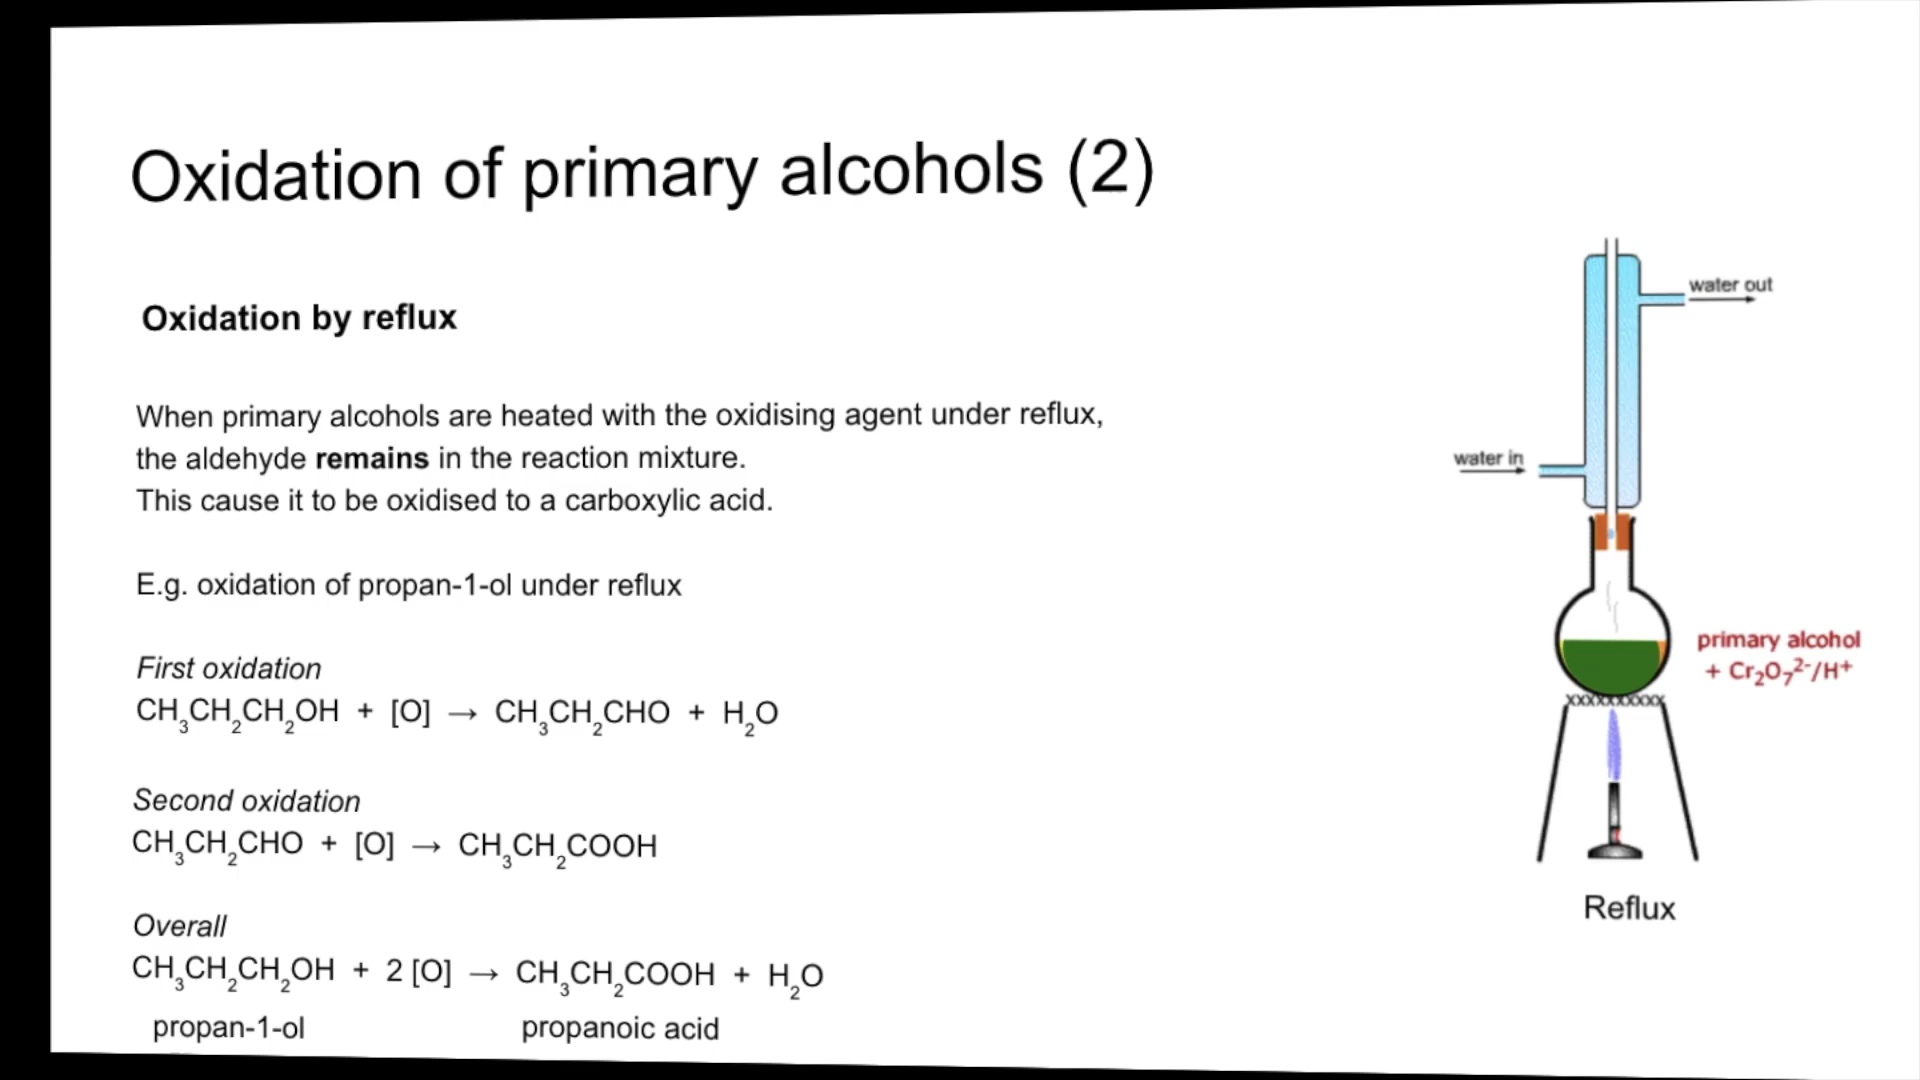 Oxidation of primary alcohols (2)
Oxidation by reflux
When primary alcohols are heated with the oxidising agent under reflux,
the aldehyde remains in the reaction mixture.
This cause it to be oxidised to a carboxylic acid.
E.g. oxidation of propan-1-ol under reflux
First oxidation
CH₃CH₂CH₂OH + [O] → CH₃CH₂CHO + H₂O
Second oxidation
CH₃CH₂CHO + [O] → CH₃CH₂COOH
Overall
CH₃CH₂CH₂OH + 2 [O] → CH₃CH₂COOH + H₂O
propan-1-ol propanoic acid
water out
water in
primary alcohol
+ Cr₂O₇²⁻/H⁺
Reflux